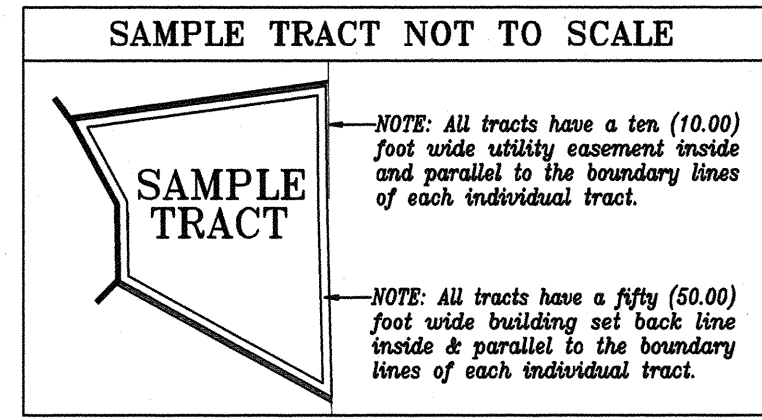 SAMPLE TRACT NOT TO SCALE
SAMPLE
TRACT
NOTE: All tracts have a ten (10.00)
foot wide utility easement inside
and parallel to the boundary lines
of each individual tract.
NOTE: All tracts have a fifty (50.00)
foot wide building set back line
inside & parallel to the boundary
lines of each individual tract.